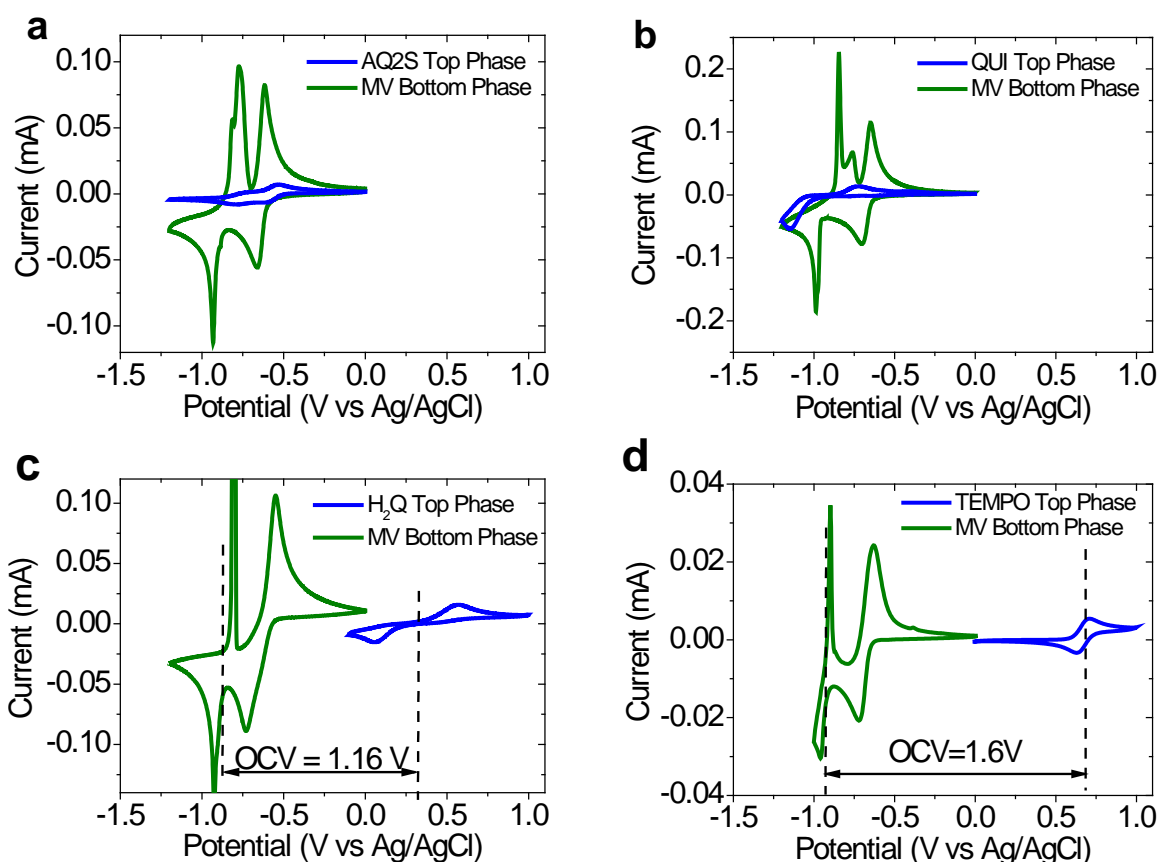 a
AQ2S Top Phase
MV Bottom Phase
0.10
0.05
0.00
-0.05
-0.10
Current (mA)
-1.5 -1.0 -0.5 0.0 0.5 1.0
Potential (V vs Ag/AgCl)
b
QUI Top Phase
MV Bottom Phase
0.2
0.1
0.0
-0.1
-0.2
Current (mA)
-1.5 -1.0 -0.5 0.0 0.5 1.0
Potential (V vs Ag/AgCl)
c
H₂Q Top Phase
MV Bottom Phase
0.10
0.05
0.00
-0.05
-0.10
Current (mA)
OCV = 1.16 V
-1.5 -1.0 -0.5 0.0 0.5 1.0
Potential (V vs Ag/AgCl)
d
TEMPO Top Phase
MV Bottom Phase
0.04
0.02
0.00
-0.02
-0.04
Current (mA)
OCV=1.6V
-1.5 -1.0 -0.5 0.0 0.5 1.0
Potential (V vs Ag/AgCl)